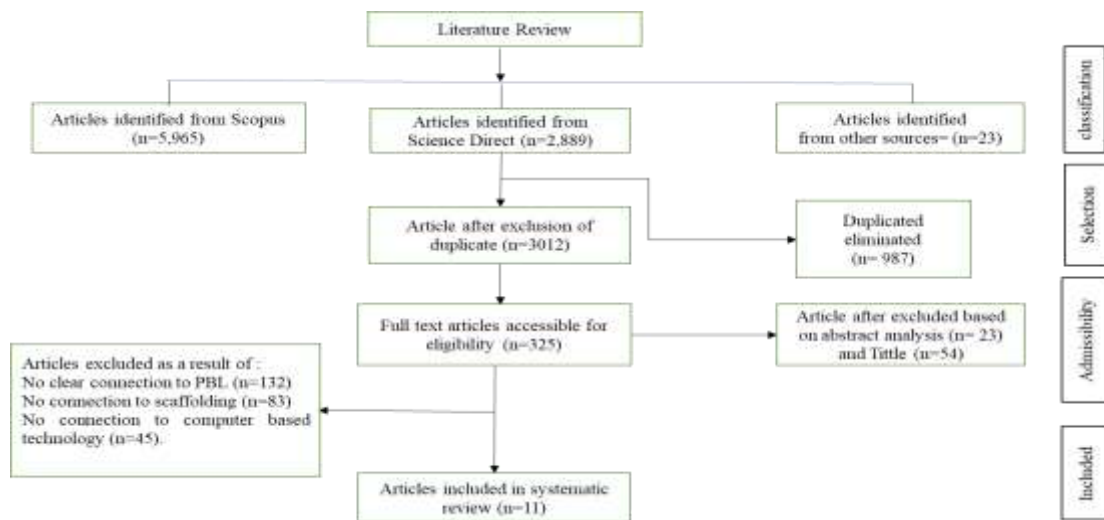 Literature Review
Articles identified from Scopus
(n=5,965)
Articles identified from
Science Direct (n=2,889)
Articles identified
from other sources= (n=23)
classification
Article after exclusion of
duplicate (n=3012)
Duplicated
eliminated
(n= 987)
Selection
Full text articles accessible for
eligibility (n=325)
Article after excluded based
on abstract analysis (n= 23)
and Tittle (n=54)
Admissibility
Articles excluded as a result of :
No clear connection to PBL (n=132)
No connection to scaffolding (n=83)
No connection to computer based
technology (n=45).
Articles included in systematic
review (n=11)
Included